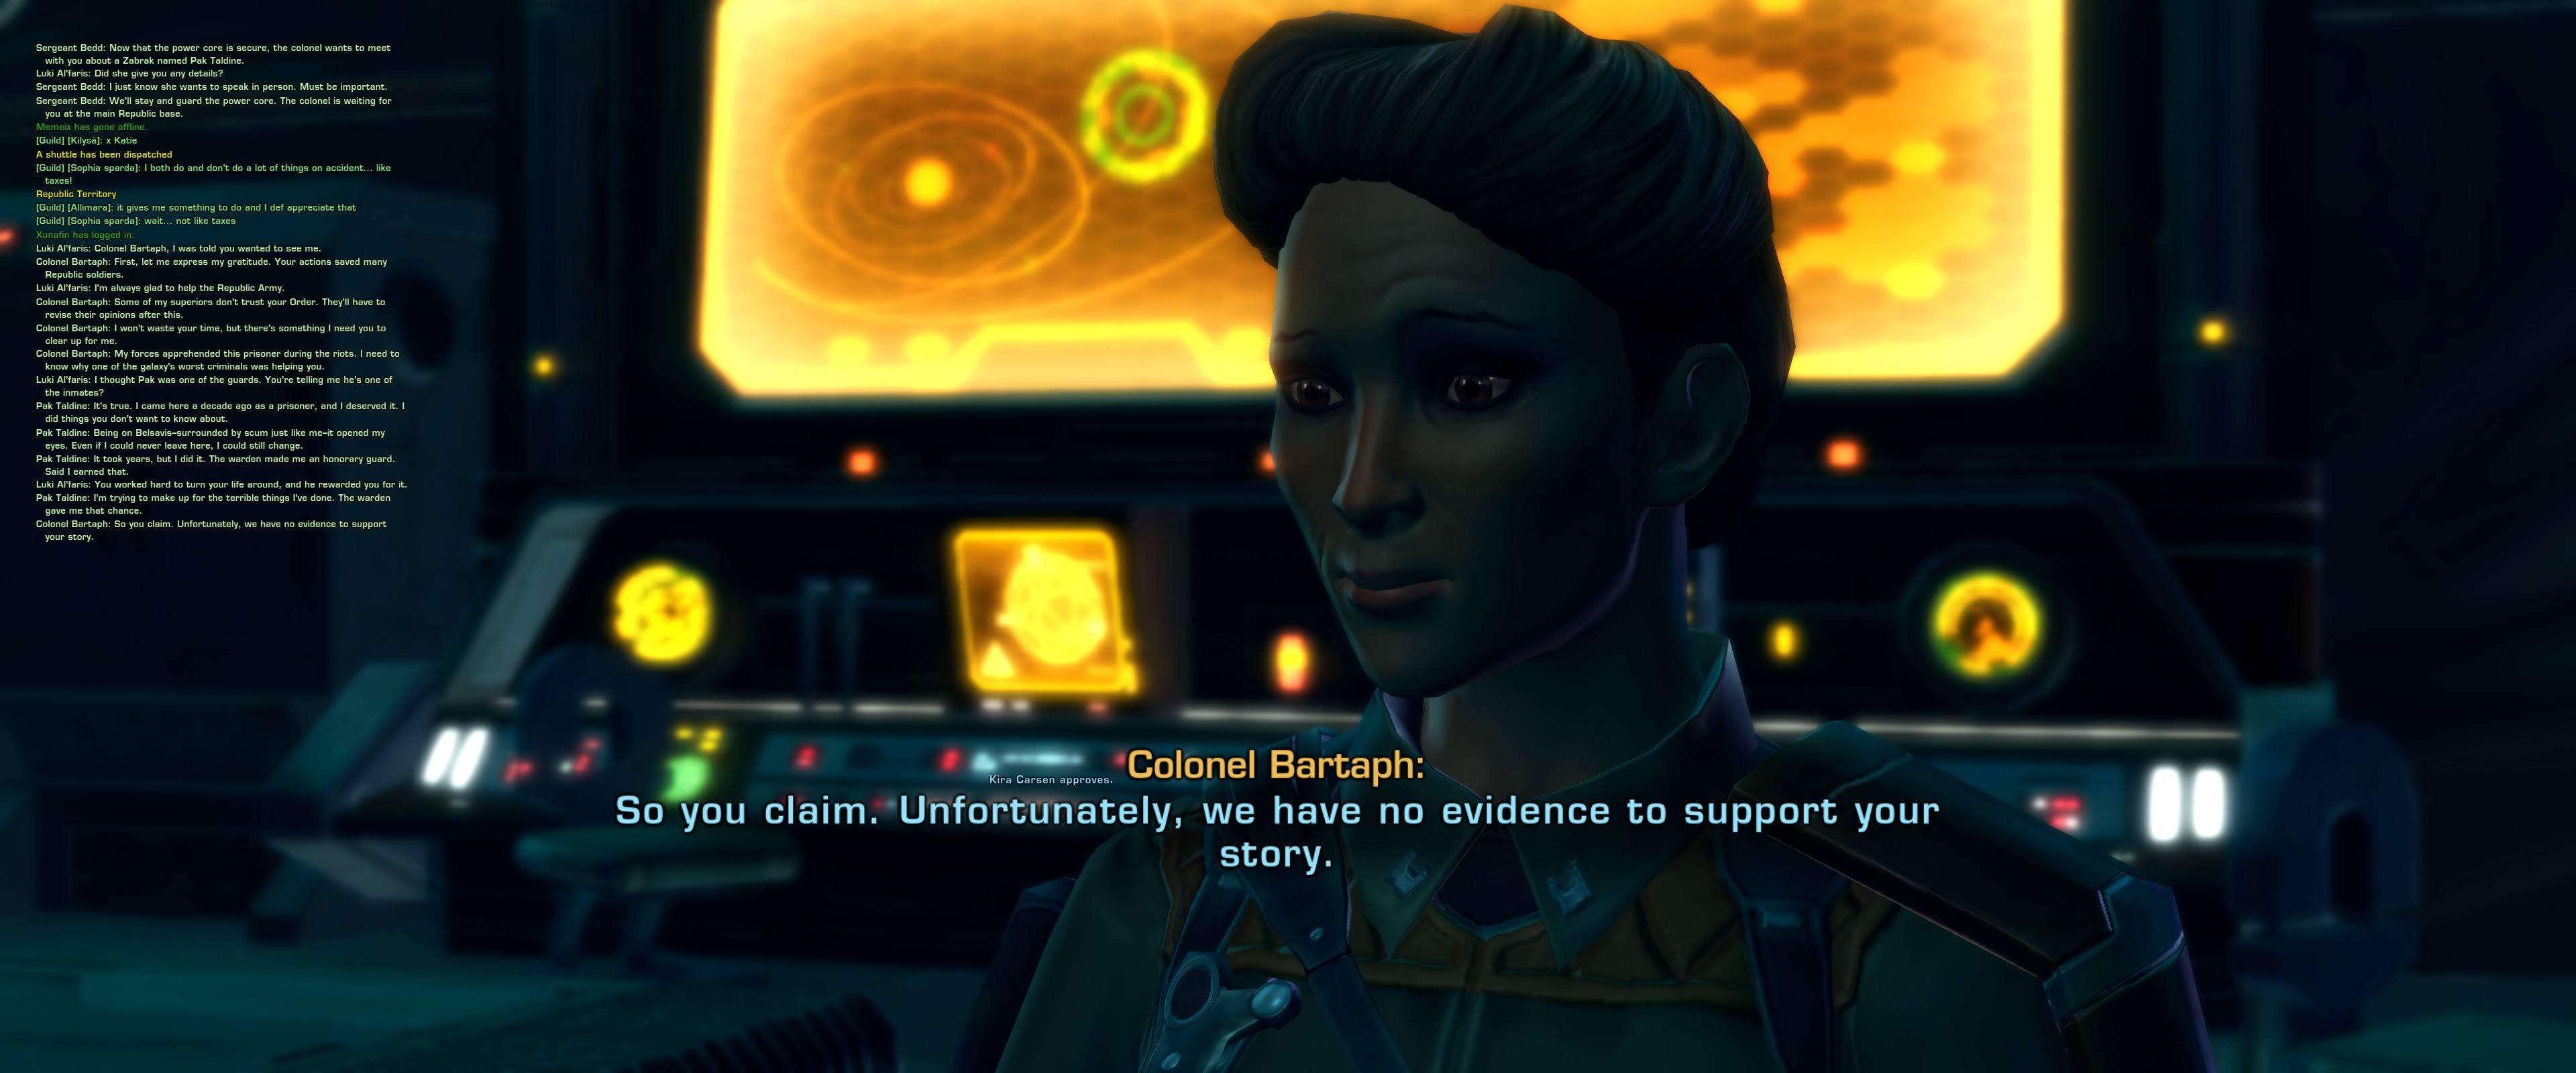 Sergeant Bedd: Now that the power core is secure, the colonel wants to meet
with you about a Zabrak named Pak Taldine.
Luki Al'faris: Did she give you any details?
Sergeant Bedd: I just know she wants to speak in person. Must be important.
Sergeant Bedd: We'll stay and guard the power core. The colonel is waiting for
you at the main Republic base.
Memeix has gone offline.
[Guild] [Kilysà]: x Katie
A shuttle has been dispatched
[Guild] [Sophia sparda]: I both do and don't do a lot of things on accident... like
taxes!
Republic Territory
[Guild] [Allimara]: it gives me something to do and I def appreciate that
[Guild] [Sophia sparda]: wait... not like taxes
Xunafin has logged in.
Luki Al'faris: Colonel Bartaph, I was told you wanted to see me.
Colonel Bartaph: First, let me express my gratitude. Your actions saved many
Republic soldiers.
Luki Al'faris: I'm always glad to help the Republic Army.
Colonel Bartaph: Some of my superiors don't trust your Order. They'll have to
revise their opinions after this.
Colonel Bartaph: I won't waste your time, but there's something I need you to
clear up for me.
Colonel Bartaph: My forces apprehended this prisoner during the riots. I need to
know why one of the galaxy's worst criminals was helping you.
Luki Al'faris: I thought Pak was one of the guards. You're telling me he's one of
the inmates?
Pak Taldine: It's true. I came here a decade ago as a prisoner, and I deserved it. I
did things you don't want to know about.
Pak Taldine: Being on Belsavis–surrounded by scum just like me–it opened my
eyes. Even if I could never leave here, I could still change.
Pak Taldine: It took years, but I did it. The warden made me an honorary guard.
Said I earned that.
Luki Al'faris: You worked hard to turn your life around, and he rewarded you for it.
Pak Taldine: I'm trying to make up for the terrible things I've done. The warden
gave me that chance.
Colonel Bartaph: So you claim. Unfortunately, we have no evidence to support
your story.
Colonel Bartaph:
Kira Carsen approves.
So you claim. Unfortunately, we have no evidence to support your
story.